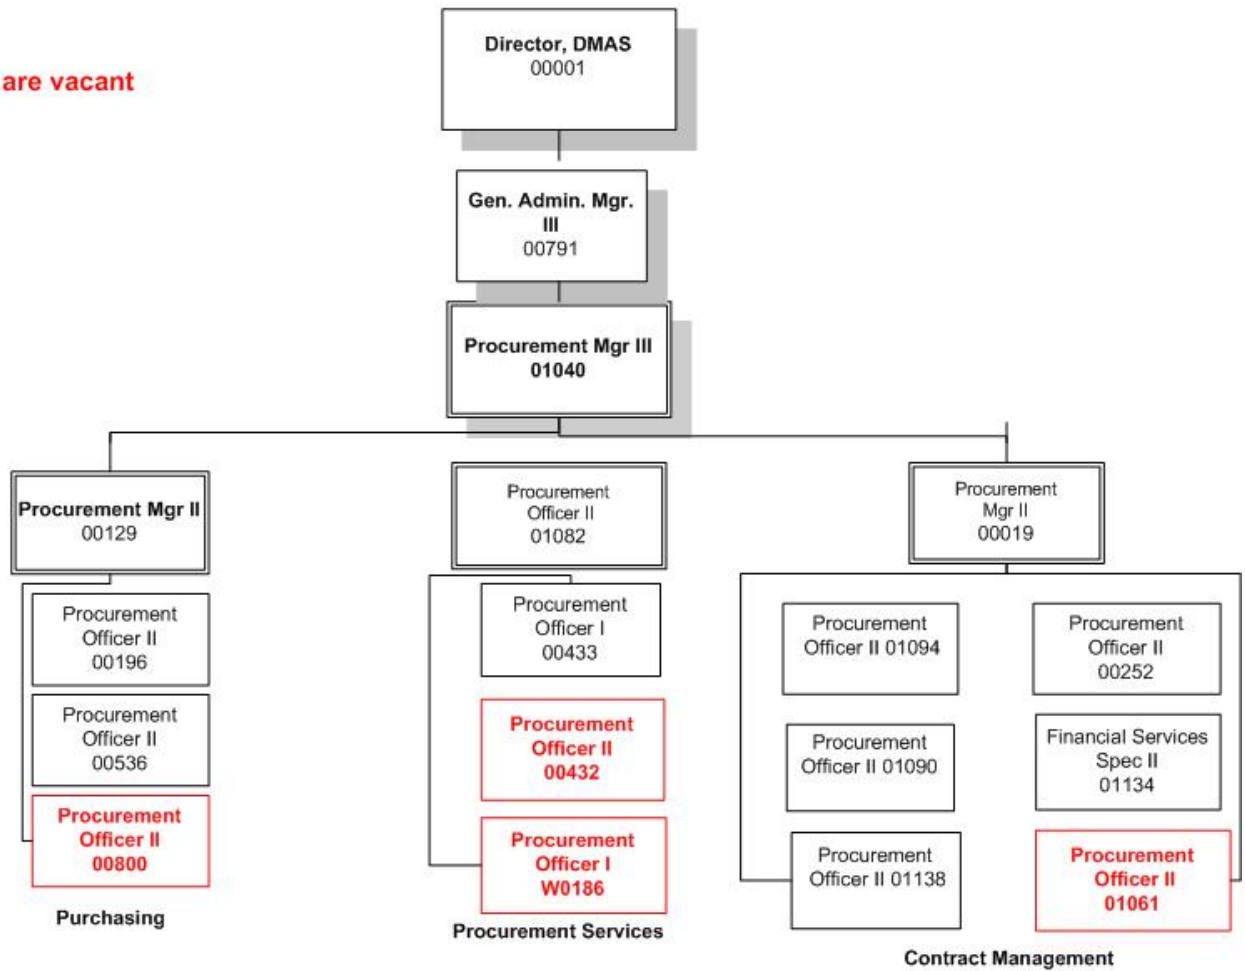 are vacant
Director, DMAS
00001
Gen. Admin. Mgr.
III
00791
Procurement Mgr III
01040
Procurement Mgr II
00129
Procurement
Officer II
00196
Procurement
Officer II
00536
Procurement
Officer II
00800
Purchasing
Procurement
Officer II
01082
Procurement
Officer I
00433
Procurement
Officer II
00432
Procurement
Officer I
W0186
Procurement Services
Procurement
Mgr II
00019
Procurement
Officer II 01094
Procurement
Officer II
00252
Procurement
Officer II 01090
Financial Services
Spec II
01134
Procurement
Officer II 01138
Procurement
Officer II
01061
Contract Management